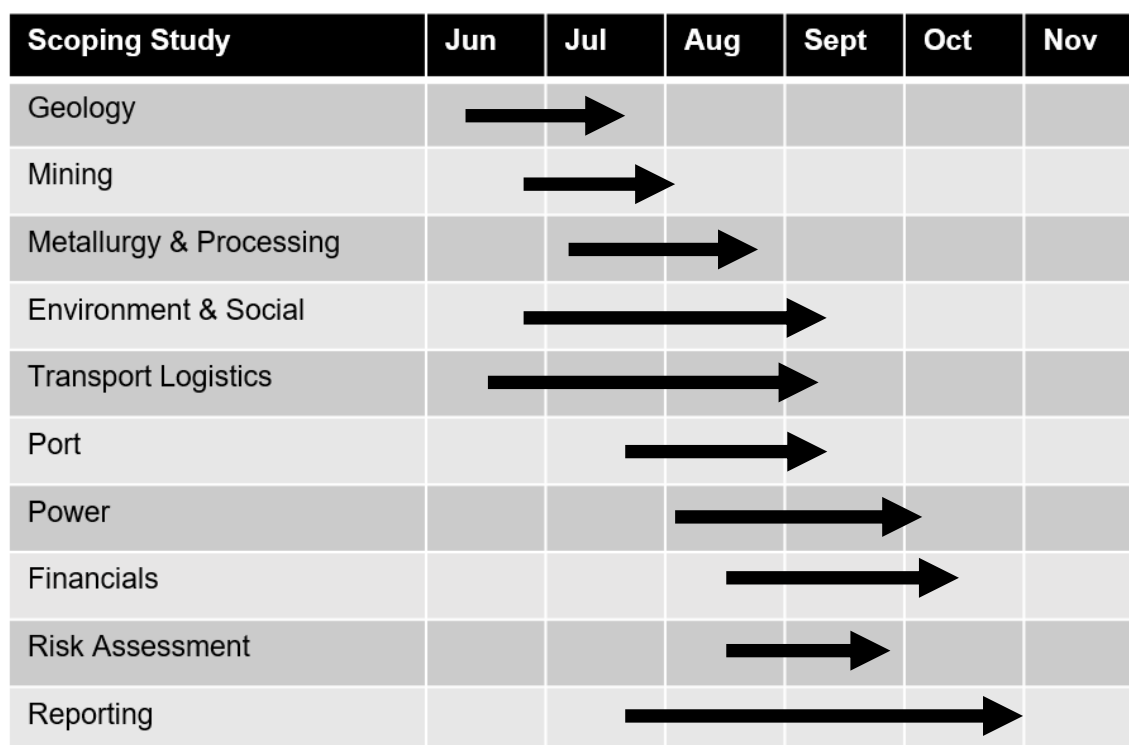 Scoping Study Jun Jul Aug Sept Oct Nov
Geology
Mining
Metallurgy & Processing
Environment & Social
Transport Logistics
Port
Power
Financials
Risk Assessment
Reporting